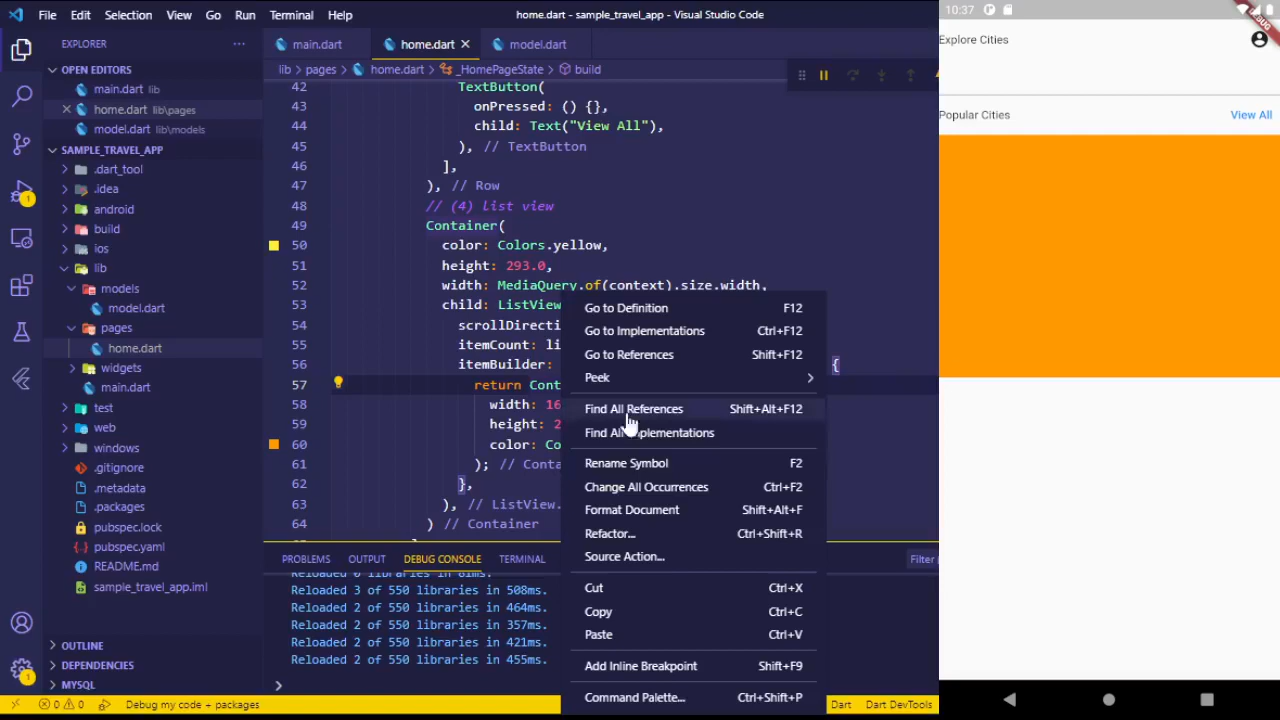 File Edit Selection View Go Run Terminal Help home.dart - sample_travel_app - Visual Studio Code
EXPLORER
OPEN EDITORS
main.dart lib
home.dart lib\pages
model.dart lib\models
SAMPLE_TRAVEL_APP
.dart_tool
.idea
android
build
ios
lib
models
model.dart
pages
home.dart
widgets
main.dart
test
web
windows
.gitignore
.metadata
.packages
pubspec.lock
pubspec.yaml
README.md
sample_travel_app.iml
OUTLINE
DEPENDENCIES
MYSQL
1
1
main.dart home.dart model.dart
lib > pages > home.dart > _HomePageState > build
42 TextButton(
43 onPressed: () {},
44 child: Text("View All"),
45 ), // TextButton
46 ],
47 ), // Row
48 // (4) list view
49 Container(
50 color: Colors.yellow,
51 height: 293.0,
52 width: MediaQuery.of(context).size.width,
53 child: ListView
54 scrollDirecti
55 itemCount: li
56 itemBuilder: {
57 return Cont
58 width: 16
59 height: 2
60 color: Co
61 ); // Conta
62 },
63 ), // ListView.
64 ) // Container
Go to Definition F12
Go to Implementations Ctrl+F12
Go to References Shift+F12
Peek
Find All References Shift+Alt+F12
Find All Implementations
Rename Symbol F2
Change All Occurrences Ctrl+F2
Format Document Shift+Alt+F
Refactor... Ctrl+Shift+R
Source Action...
Cut Ctrl+X
Copy Ctrl+C
Paste Ctrl+V
Add Inline Breakpoint Shift+F9
Command Palette... Ctrl+Shift+P
PROBLEMS OUTPUT DEBUG CONSOLE TERMINAL Filter
Reloaded 0 libraries in 81ms.
Reloaded 3 of 550 libraries in 508ms.
Reloaded 2 of 550 libraries in 464ms.
Reloaded 2 of 550 libraries in 357ms.
Reloaded 2 of 550 libraries in 421ms.
Reloaded 2 of 550 libraries in 455ms.
0 0 Debug my code + packages Dart Dart DevTools
10:37
DEBUG
Explore Cities
Popular Cities View All